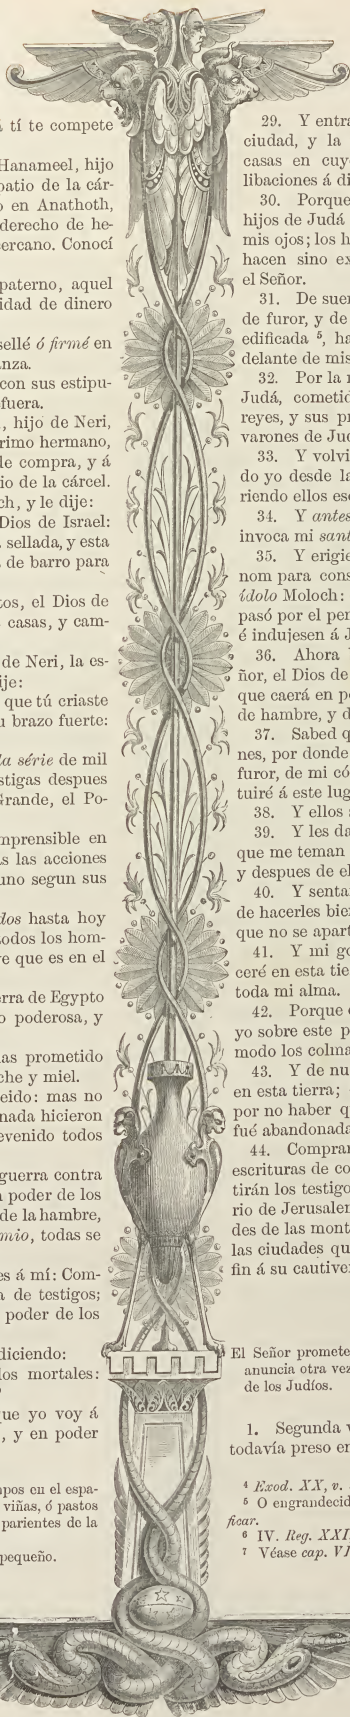 á tí te compete
Hanameel, hijo
patio de la cár-
o en Anathoth,
derecho de he-
cercano. Conocí
paterno, aquel
idad de dinero
sellé ó firmé en
anza.
con sus estipu-
fuera.
, hijo de Neri,
rimo hermano,
de compra, y á
io de la cárcel.
ch, y le dije:
Dios de Israel:
sellada, y esta
de barro para
tos, el Dios de
casas, y cam-
de Neri, la es-
ije:
que tú criaste
u brazo fuerte:
la série de mil
stigas despues
Grande, el Po-
mprensible en
as las acciones
uno segun sus
dos hasta hoy
todos los hom-
re que es en el
erra de Egypto
o poderosa, y
as prometido
che y miel.
eido: mas no
nada hicieron
evenido todos
guerra contra
poder de los
de la hambre,
mio, todas se
es á mí: Com-
a de testigos;
poder de los
diciendo:
los mortales:
que yo voy á
, y en poder
pos en el espa-
viñas, ó pastos
parientes de la
pequeño.
29. Y entra
ciudad, y la
casas en cuy
libaciones á di
30. Porque
hijos de Judá
mis ojos; los h
hacen sino ex
el Señor.
31. De suer
de furor, y de
edificada 5, ha
delante de mis
32. Por la m
Judá, cometid
reyes, y sus pr
varones de Jud
33. Y volvi
do yo desde la
riendo ellos esc
34. Y antes
invoca mi sant
35. Y erigie
nom para cons
ídolo Moloch:
pasó por el per
é indujesen á J
36. Ahora
ñor, el Dios de
que caerá en p
de hambre, y d
37. Sabed q
nes, por donde
furor, de mi có
tuiré á este lug
38. Y ellos
39. Y les da
que me teman
y despues de el
40. Y senta
de hacerles bie
que no se apart
41. Y mi go
ceré en esta tie
toda mi alma.
42. Porque
yo sobre este p
modo los colma
43. Y de nu
en esta tierra;
por no haber q
fué abandonada
44. Comprar
escrituras de co
tirán los testigo
rio de Jerusalen
des de las mont
las ciudades qu
fin á su cautive
El Señor promete
anuncia otra vez
de los Judíos.
1. Segunda v
todavía preso en
4 Exod. XX, v.
5 O engrandecid
ficar.
6 IV. Reg. XXI
7 Véase cap. VI